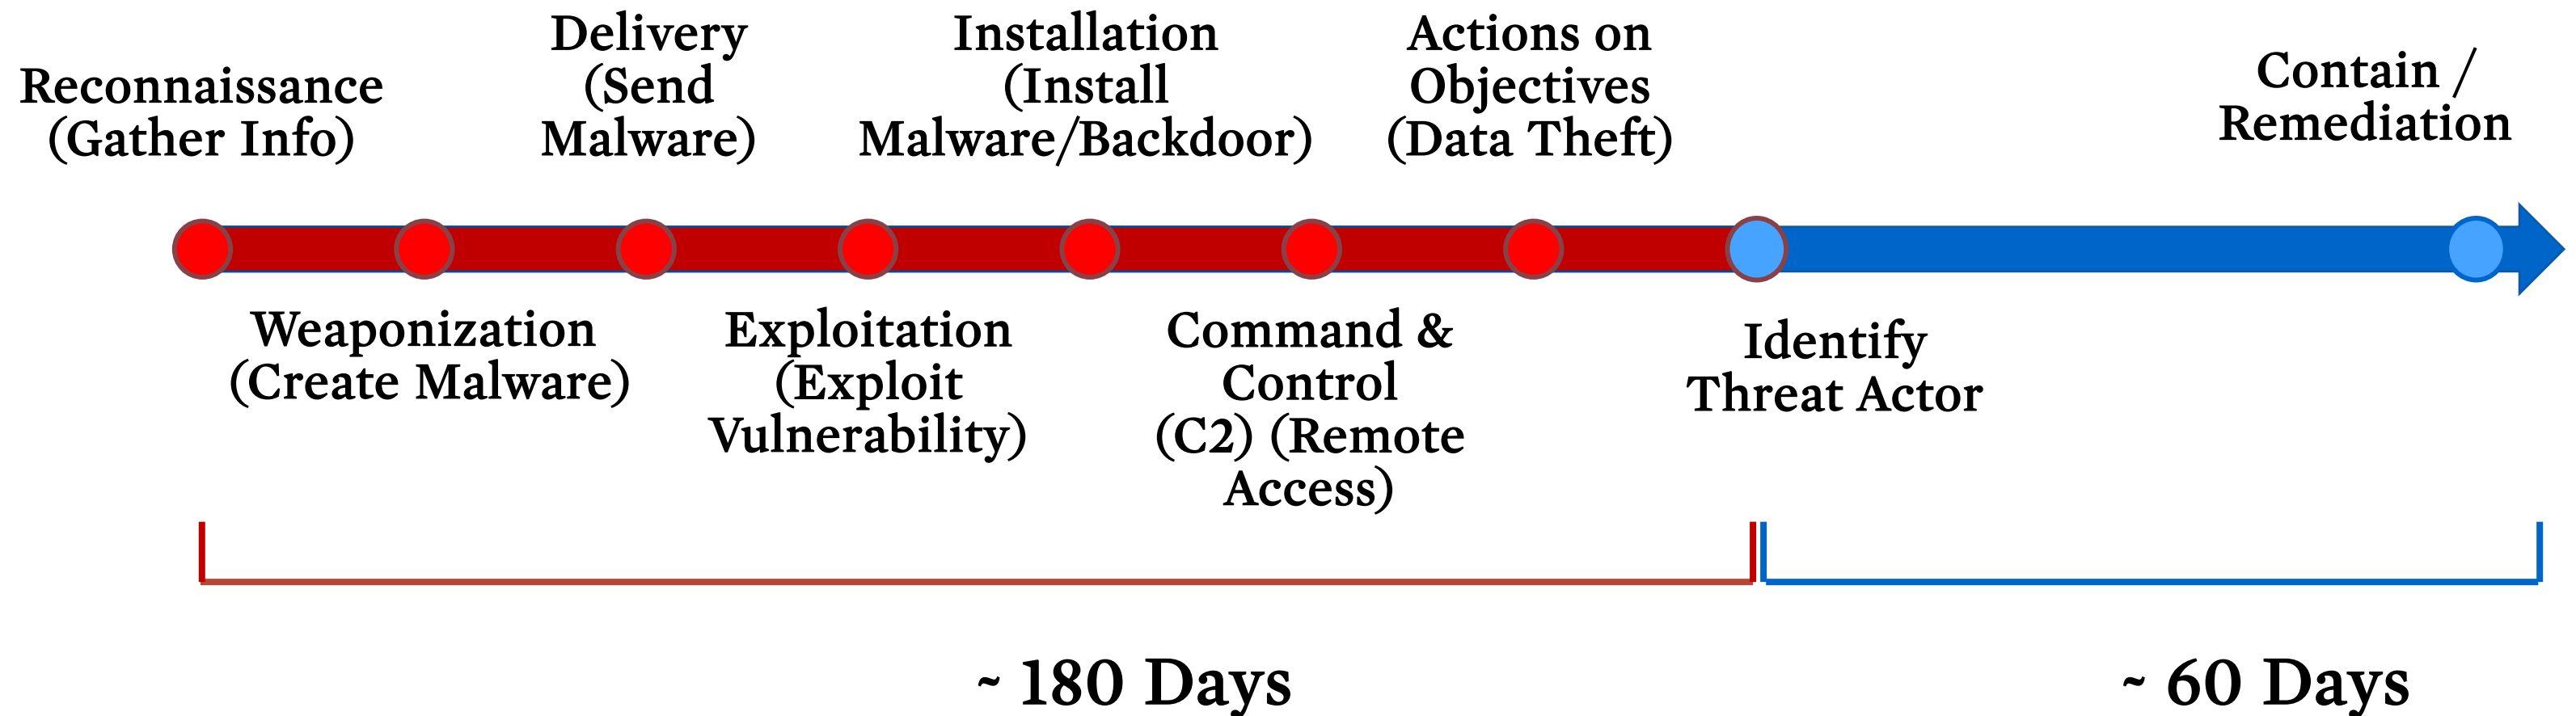 Reconnaissance
(Gather Info)
Delivery
(Send
Malware)
Installation
(Install
Malware/Backdoor)
Actions on
Objectives
(Data Theft)
Contain /
Remediation
Weaponization
(Create Malware)
Exploitation
(Exploit
Vulnerability)
Command &
Control
(C2) (Remote
Access)
Identify
Threat Actor
~ 180 Days
~ 60 Days